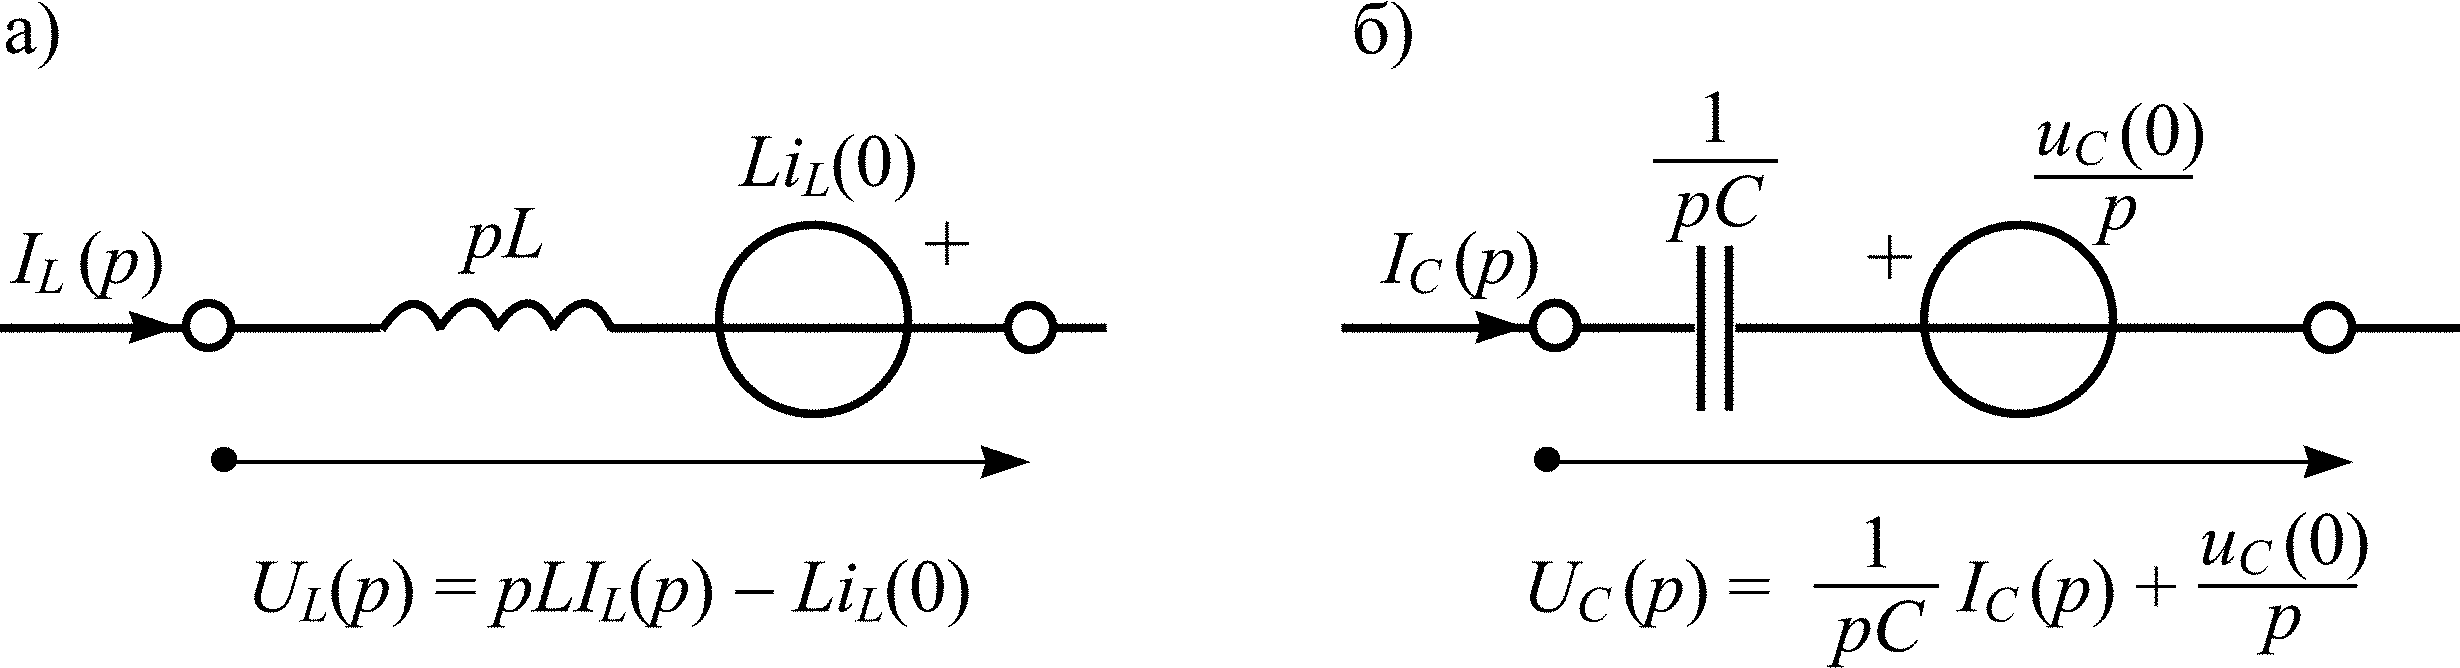 а)
Li_L(0)
+
pL
I_L(p)
U_L(p) = pLI_L(p) – Li_L(0)
б)
1
pC
u_C(0)
p
+
I_C(p)
U_C(p) = 1/pC I_C(p) + u_C(0)/p